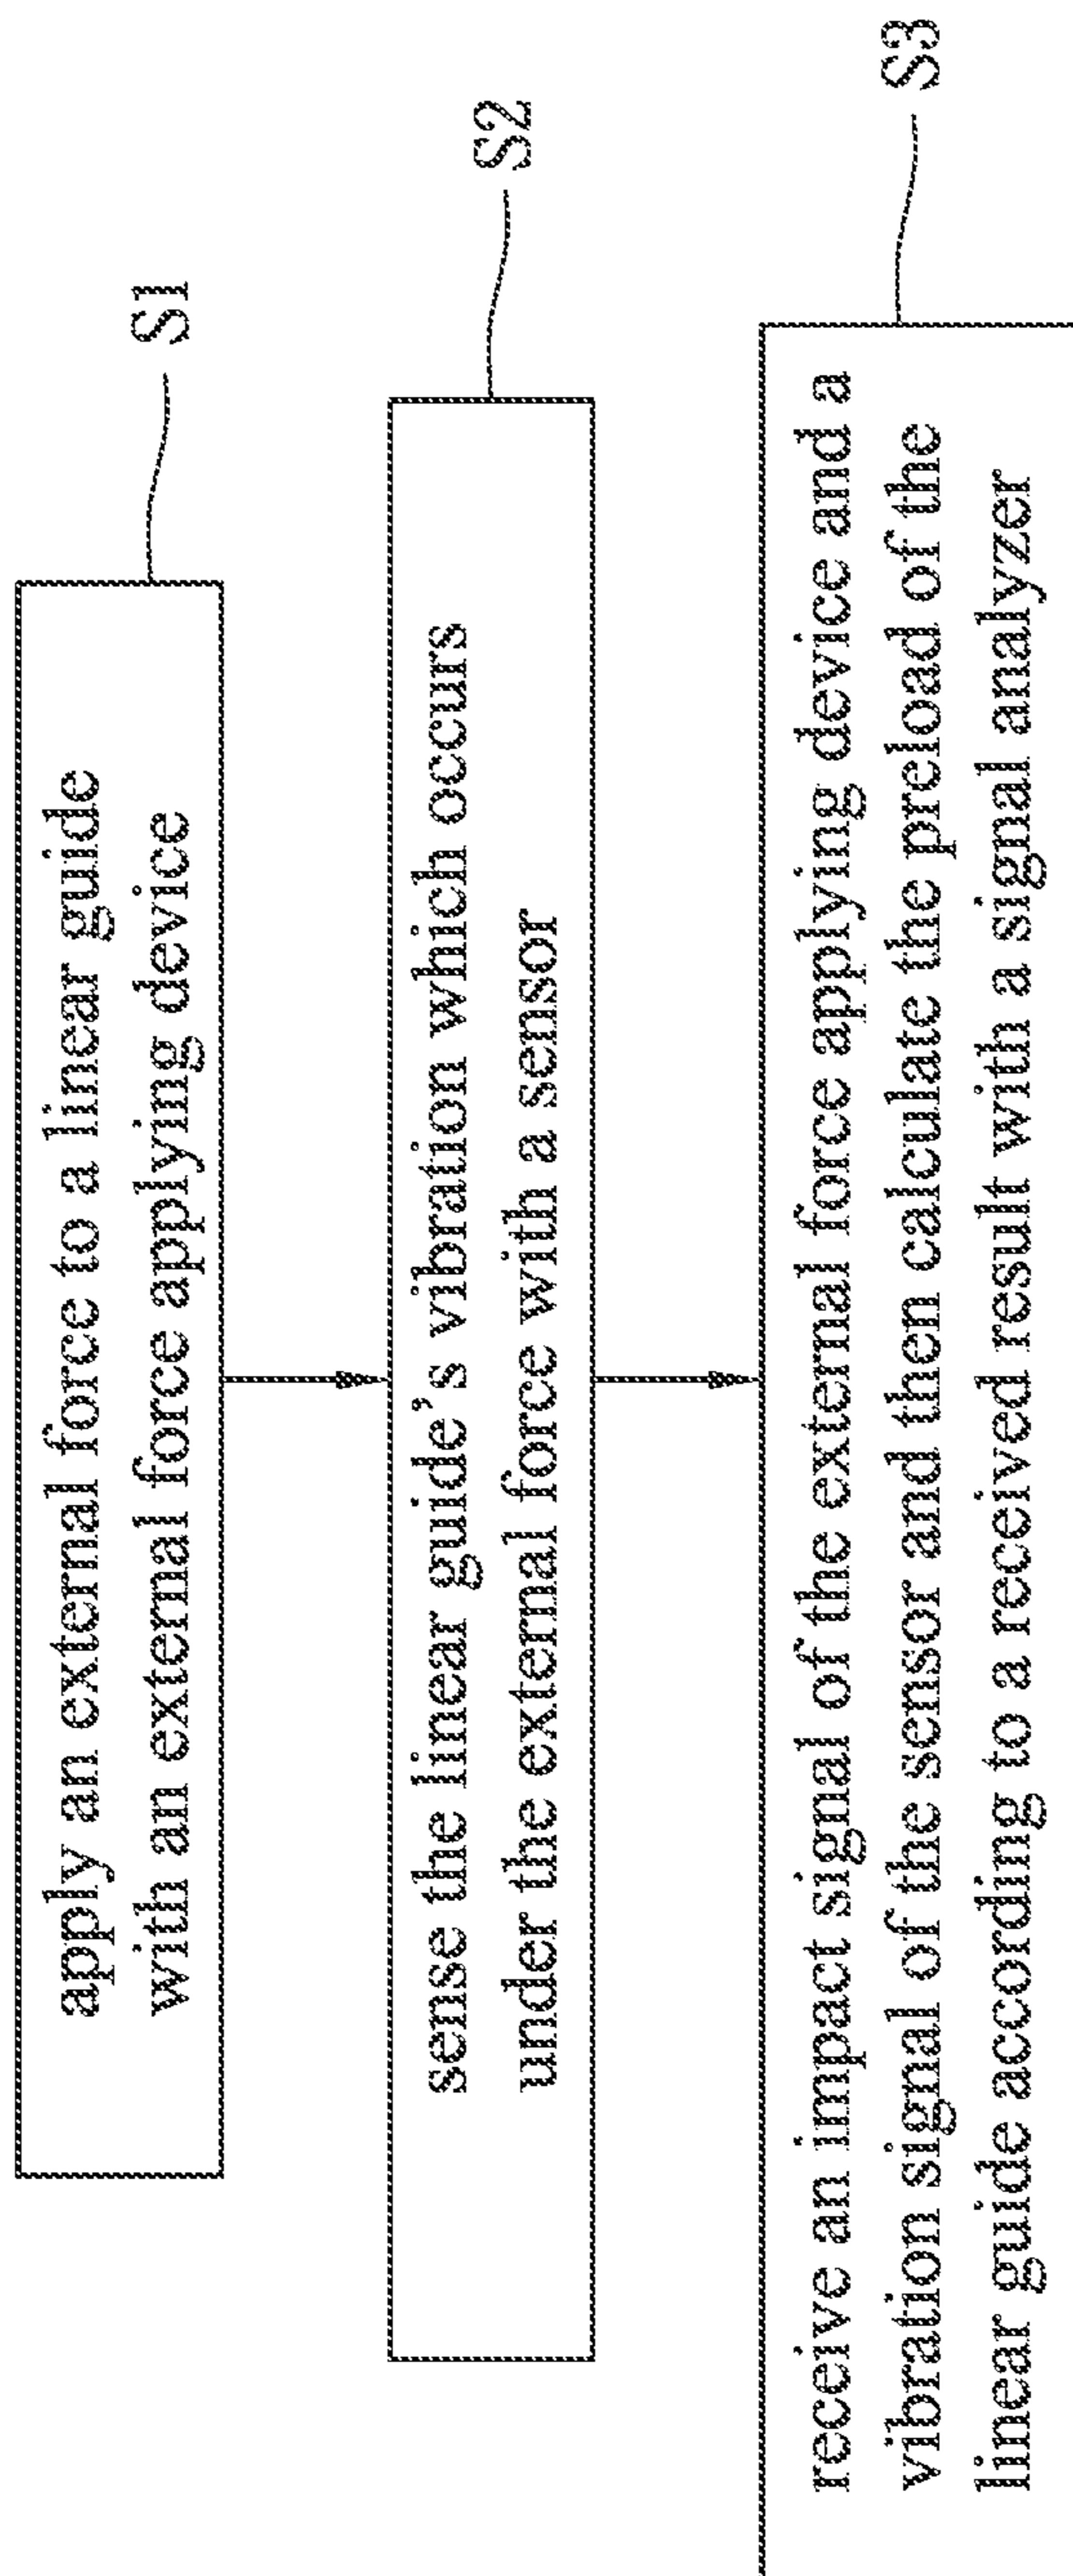 apply an external force to a linear guide
with an external force applying device
S1
sense the linear guide's vibration which occurs
under the external force with a sensor
S2
receive an impact signal of the external force applying device and a
vibration signal of the sensor and then calculate the preload of the
linear guide according to a received result with a signal analyzer
S3